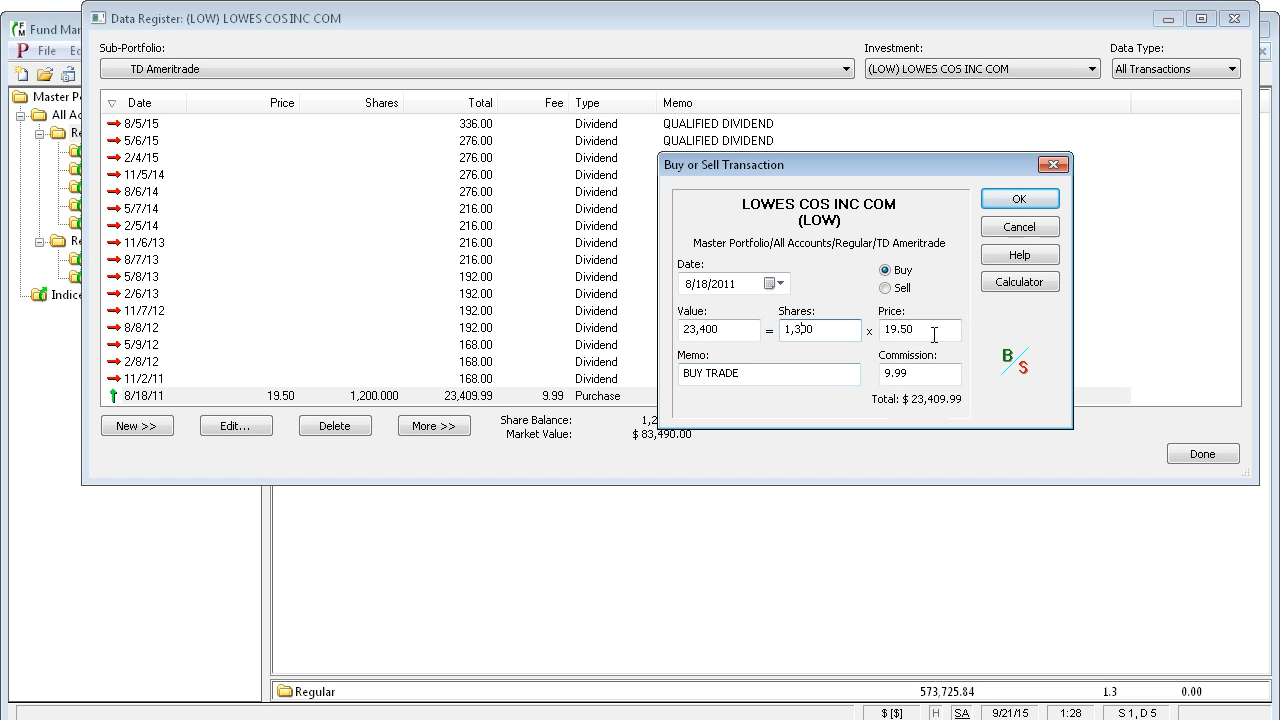 Data Register: (LOW) LOWES COS INC COM
Fund Mar
File
Sub-Portfolio:
Investment:
Data Type:
TD Ameritrade
(LOW) LOWES COS INC COM
All Transactions
Master P
All Ac
Indice
Date Price Shares Total Fee Type Memo
8/5/15 336.00 Dividend QUALIFIED DIVIDEND
5/6/15 276.00 Dividend QUALIFIED DIVIDEND
2/4/15 276.00 Dividend
11/5/14 276.00 Dividend
8/6/14 276.00 Dividend
5/7/14 216.00 Dividend
2/5/14 216.00 Dividend
11/6/13 216.00 Dividend
8/7/13 216.00 Dividend
5/8/13 192.00 Dividend
2/6/13 192.00 Dividend
11/7/12 192.00 Dividend
8/8/12 192.00 Dividend
5/9/12 168.00 Dividend
2/8/12 168.00 Dividend
11/2/11 168.00 Dividend
8/18/11 19.50 1,200.000 23,409.99 9.99 Purchase
New >>
Edit...
Delete
More >>
Share Balance: 1,2
Market Value: $ 83,490.00
Done
Buy or Sell Transaction
LOWES COS INC COM
(LOW)
Master Portfolio/All Accounts/Regular/TD Ameritrade
Date:
8/18/2011
Buy
Sell
Value: Shares: Price:
23,400 = 1,300 x 19.50
Memo: Commission:
BUY TRADE 9.99
Total: $ 23,409.99
OK
Cancel
Help
Calculator
B/S
Regular 573,725.84 1.3 0.00
$ [$] H SA 9/21/15 1:28 S 1, D 5